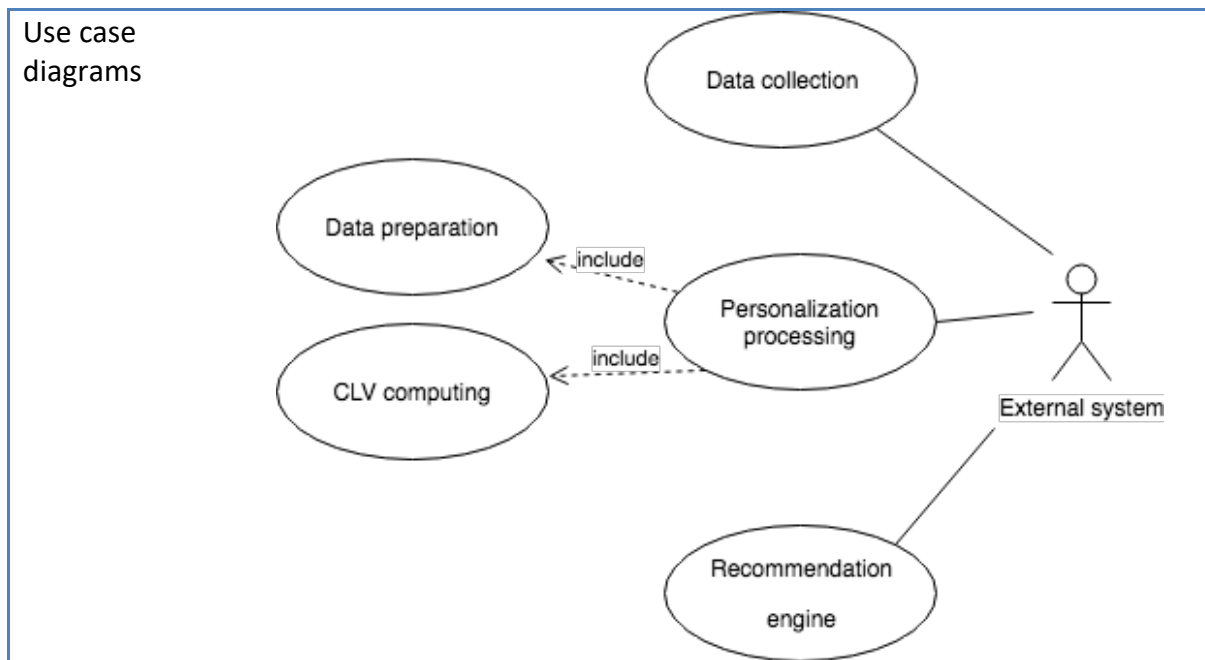 Use case
diagrams
Data collection
Data preparation
include
Personalization
processing
include
CLV computing
External system
Recommendation
engine